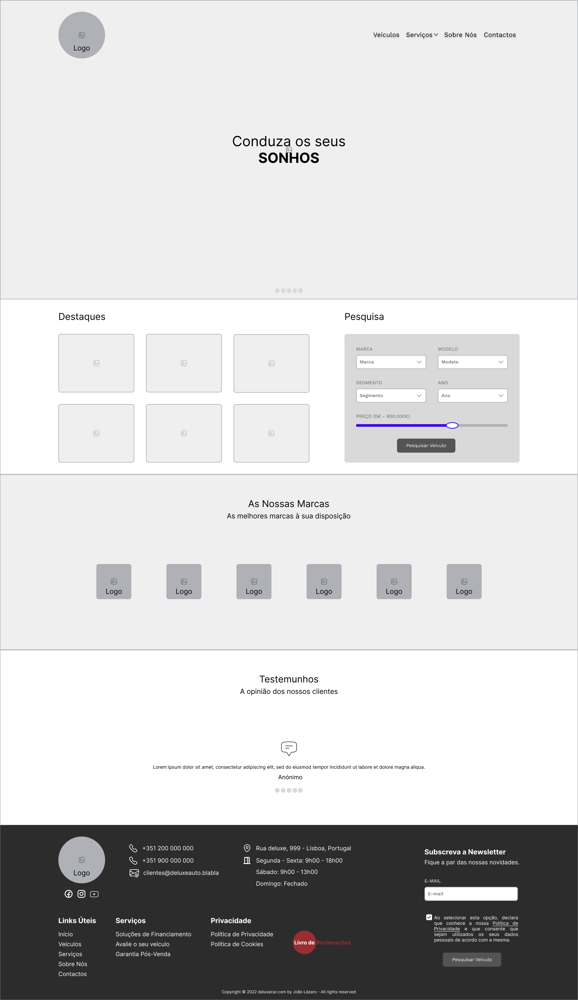 Logo
Veículos
Serviços
Sobre Nós
Contactos
Conduza os seus
SONHOS
Destaques
Pesquisa
MARCA
MODELO
Marca
Modelo
SEGMENTO
ANO
Segmento
Ano
PREÇO (0€ - 900.000€)
Pesquisar Veículo
As Nossas Marcas
As melhores marcas à sua disposição
Logo
Logo
Logo
Logo
Logo
Logo
Testemunhos
A opinião dos nossos clientes
Lorem ipsum dolor sit amet, consectetur adipiscing elit, sed do eiusmod tempor incididunt ut labore et dolore magna aliqua.
Anónimo
Logo
+351 200 000 000
+351 900 000 000
clientes@deluxeauto.blabla
Rua deluxe, 999 - Lisboa, Portugal
Segunda - Sexta: 9h00 - 18h00
Sábado: 9h00 - 13h00
Domingo: Fechado
Subscreva a Newsletter
Fique a par das nossas novidades.
E-MAIL
E-mail
Ao selecionar esta opção, declara
que conhece a nossa Política de
Privacidade e que consente que
sejam utilizados os seus dados
pessoais de acordo com a mesma.
Pesquisar Veículo
Links Úteis
Início
Veículos
Serviços
Sobre Nós
Contactos
Serviços
Soluções de Financiamento
Avalie o seu veículo
Garantia Pós-Venda
Privacidade
Política de Privacidade
Política de Cookies
Livro de Reclamações
Copyright © 2022 deluxecar.com by João Lázaro - All rights reserved